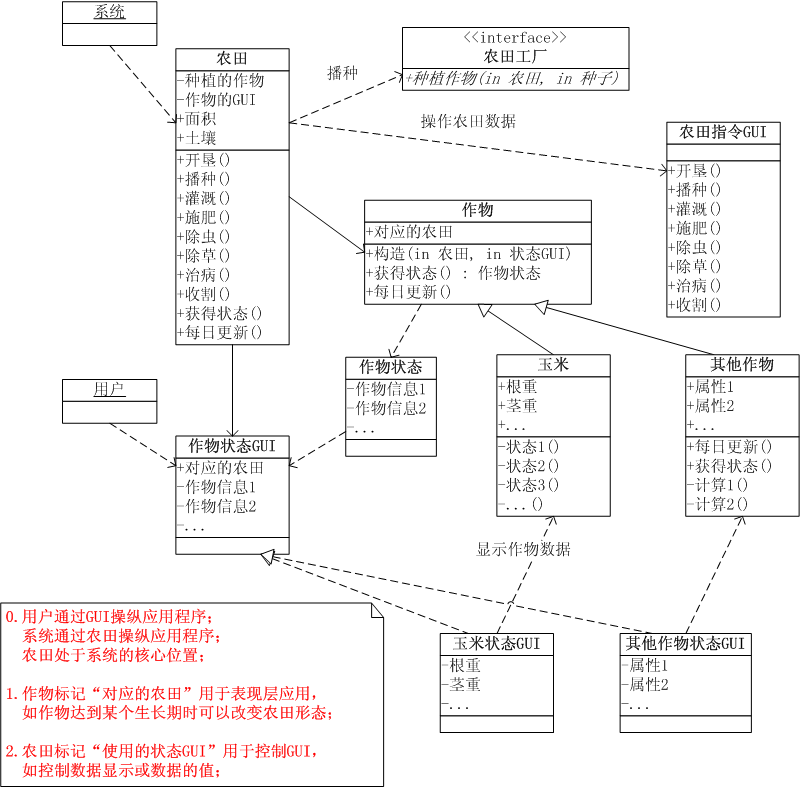 系统
农田
-种植的作物
-作物的GUI
+面积
+土壤
+开垦()
+播种()
+灌溉()
+施肥()
+除虫()
+除草()
+治病()
+收割()
+获得状态()
+每日更新()
播种
<<interface>>
农田工厂
+种植作物(in 农田, in 种子)
操作农田数据
农田指令GUI
+开垦()
+播种()
+灌溉()
+施肥()
+除虫()
+除草()
+治病()
+收割()
作物
+对应的农田
+构造(in 农田, in 状态GUI)
+获得状态() : 作物状态
+每日更新()
作物状态
-作物信息1
-作物信息2
-...
玉米
+根重
+茎重
+...
-状态1()
-状态2()
-状态3()
-...()
其他作物
+属性1
+属性2
+...
+每日更新()
+获得状态()
-计算1()
-计算2()
用户
作物状态GUI
+对应的农田
-作物信息1
-作物信息2
-...
显示作物数据
玉米状态GUI
-根重
-茎重
-...
其他作物状态GUI
-属性1
-属性2
-...
0.用户通过GUI操纵应用程序；
系统通过农田操纵应用程序；
农田处于系统的核心位置；
1.作物标记“对应的农田”用于表现层应用，
如作物达到某个生长期时可以改变农田形态；
2.农田标记“使用的状态GUI”用于控制GUI，
如控制数据显示或数据的值；